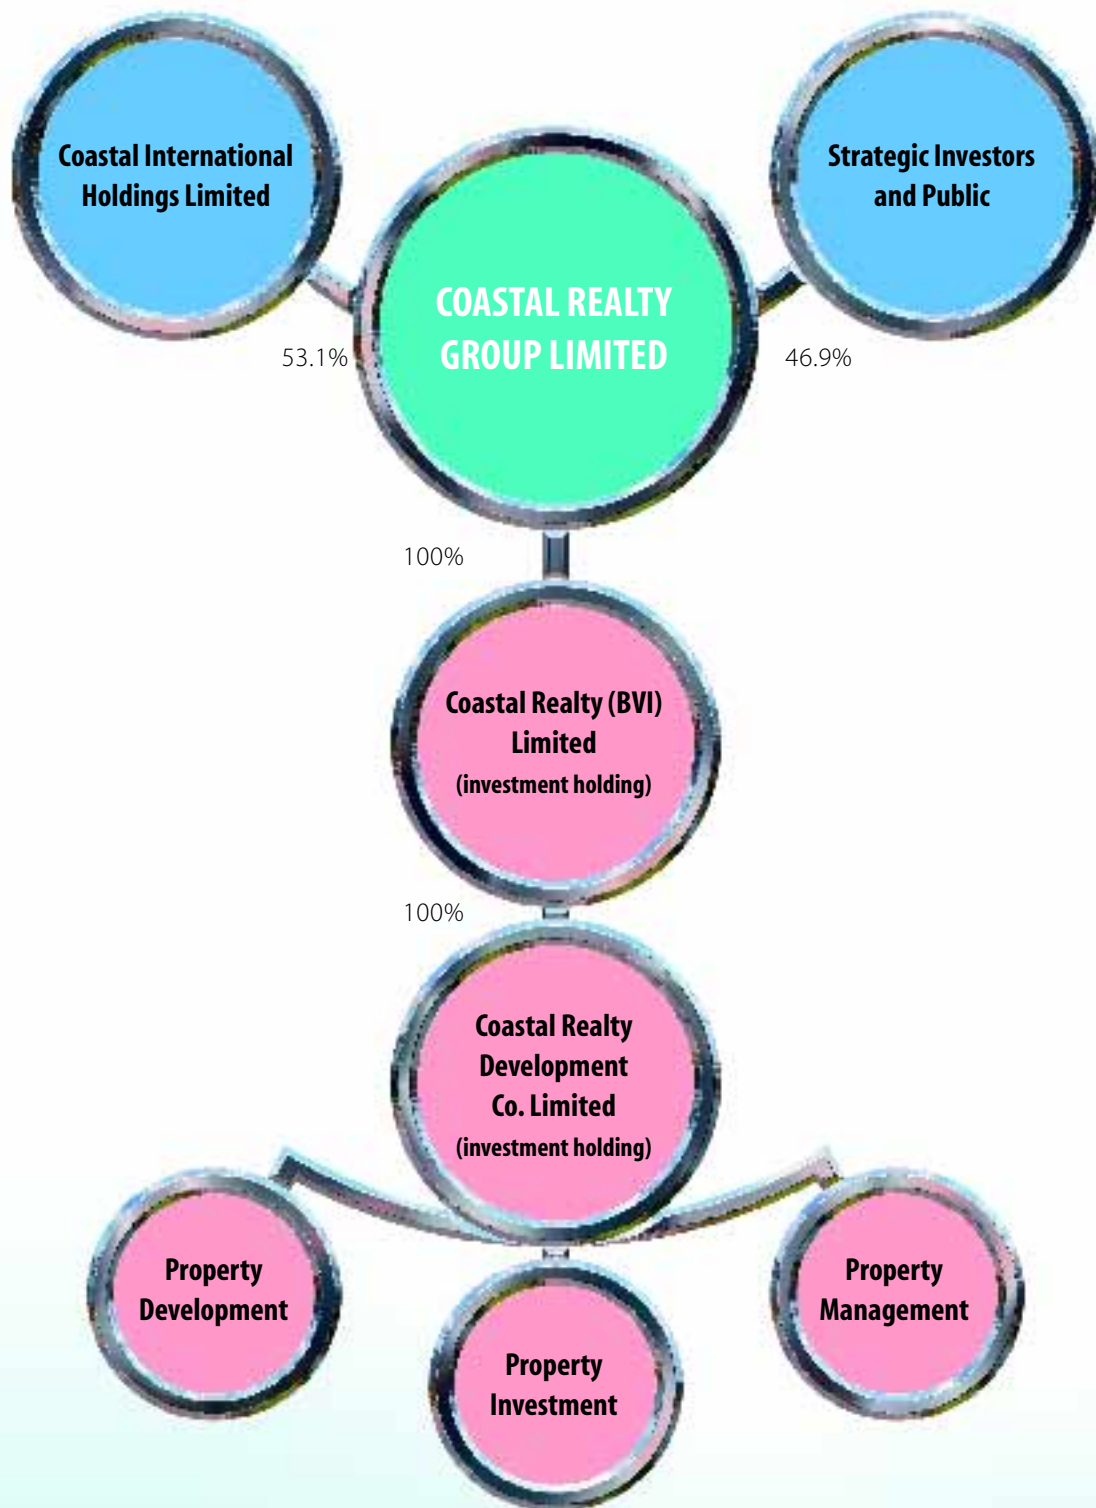 Coastal International
Holdings Limited
Strategic Investors
and Public
COASTAL REALTY
GROUP LIMITED
53.1%
46.9%
100%
Coastal Realty (BVI)
Limited
(investment holding)
100%
Coastal Realty
Development
Co. Limited
(investment holding)
Property
Development
Property
Management
Property
Investment